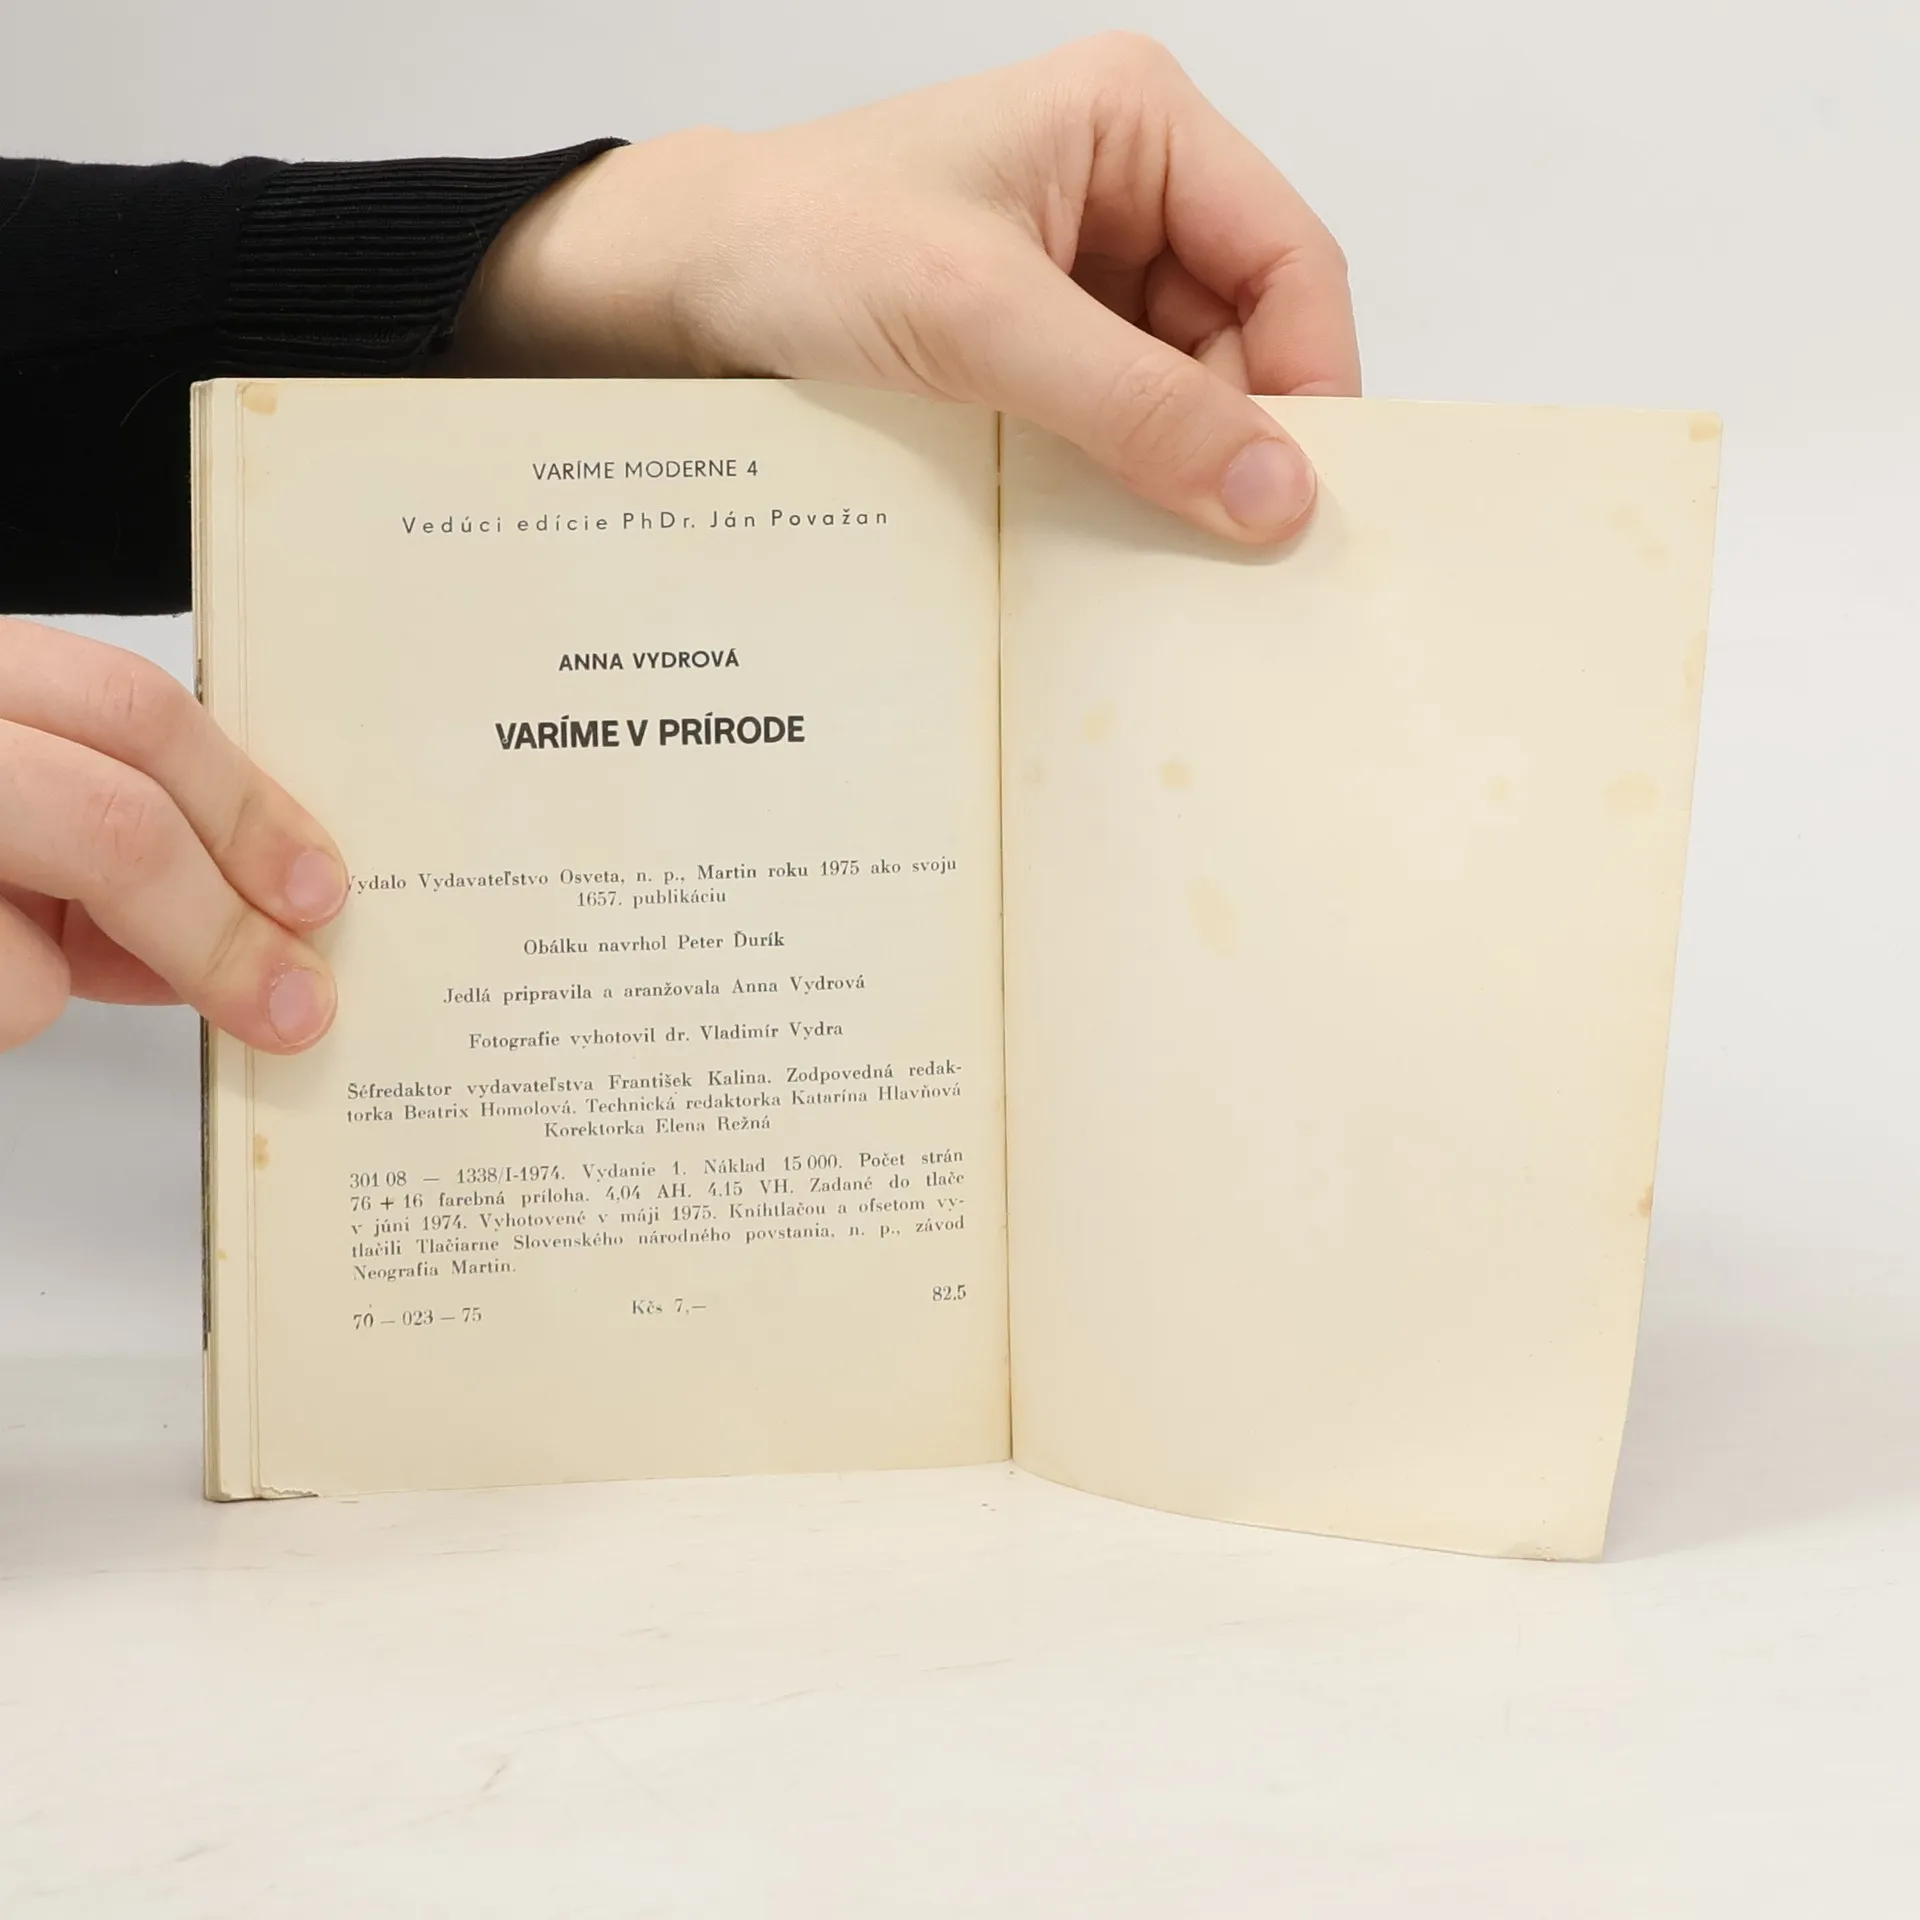 VARÍME MODERNE 4
Vedúci edície PhDr. Ján Považan
ANNA VYDROVÁ
VARÍME V PRÍRODE
Vydalo Vydavateľstvo Osveta, n. p., Martin roku 1975 ako svoju
1657. publikáciu
Obálku navrhol Peter Ďurík
Jedlá pripravila a aranžovala Anna Vydrová
Fotografie vyhotovil dr. Vladimír Vydra
Šéfredaktor vydavateľstva František Kalina. Zodpovedná redak-
torka Beatrix Homolová. Technická redaktorka Katarína Hlavňová
Korektorka Elena Režná
301 08 — 1338/I-1974. Vydanie 1. Náklad 15 000. Počet strán
76 + 16 farebná príloha. 4,04 AH. 4.15 VH. Zadané do tlače
v júni 1974. Vyhotovené v máji 1975. Kníhtlačou a ofsetom vy-
tlačili Tlačiarne Slovenského národného povstania, n. p., závod
Neografia Martin.
70 — 023 — 75 Kčs 7,— 82.5